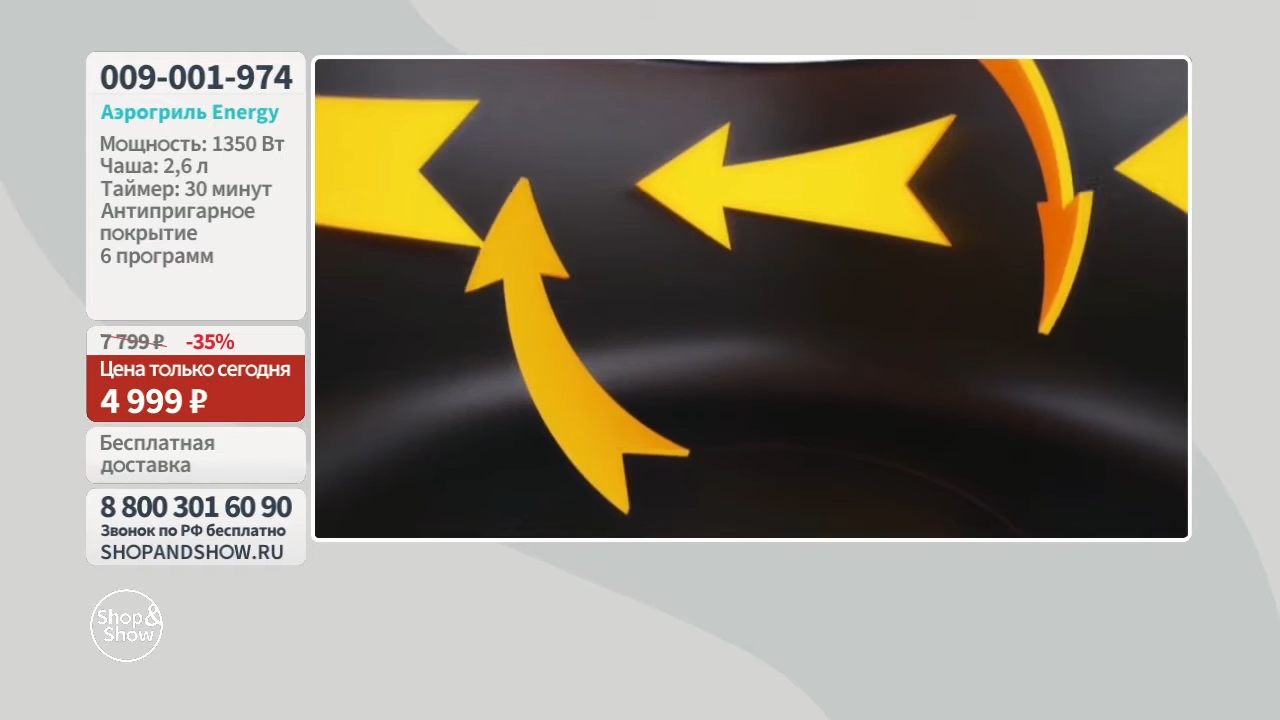 009-001-974
Аэрогриль Energy
Мощность: 1350 Вт
Чаша: 2,6 л
Таймер: 30 минут
Антипригарное
покрытие
6 программ
7 799 ₽ -35%
Цена только сегодня
4 999 ₽
Бесплатная
доставка
8 800 301 60 90
Звонок по РФ бесплатно
SHOPANDSHOW.RU
Shop&
Show